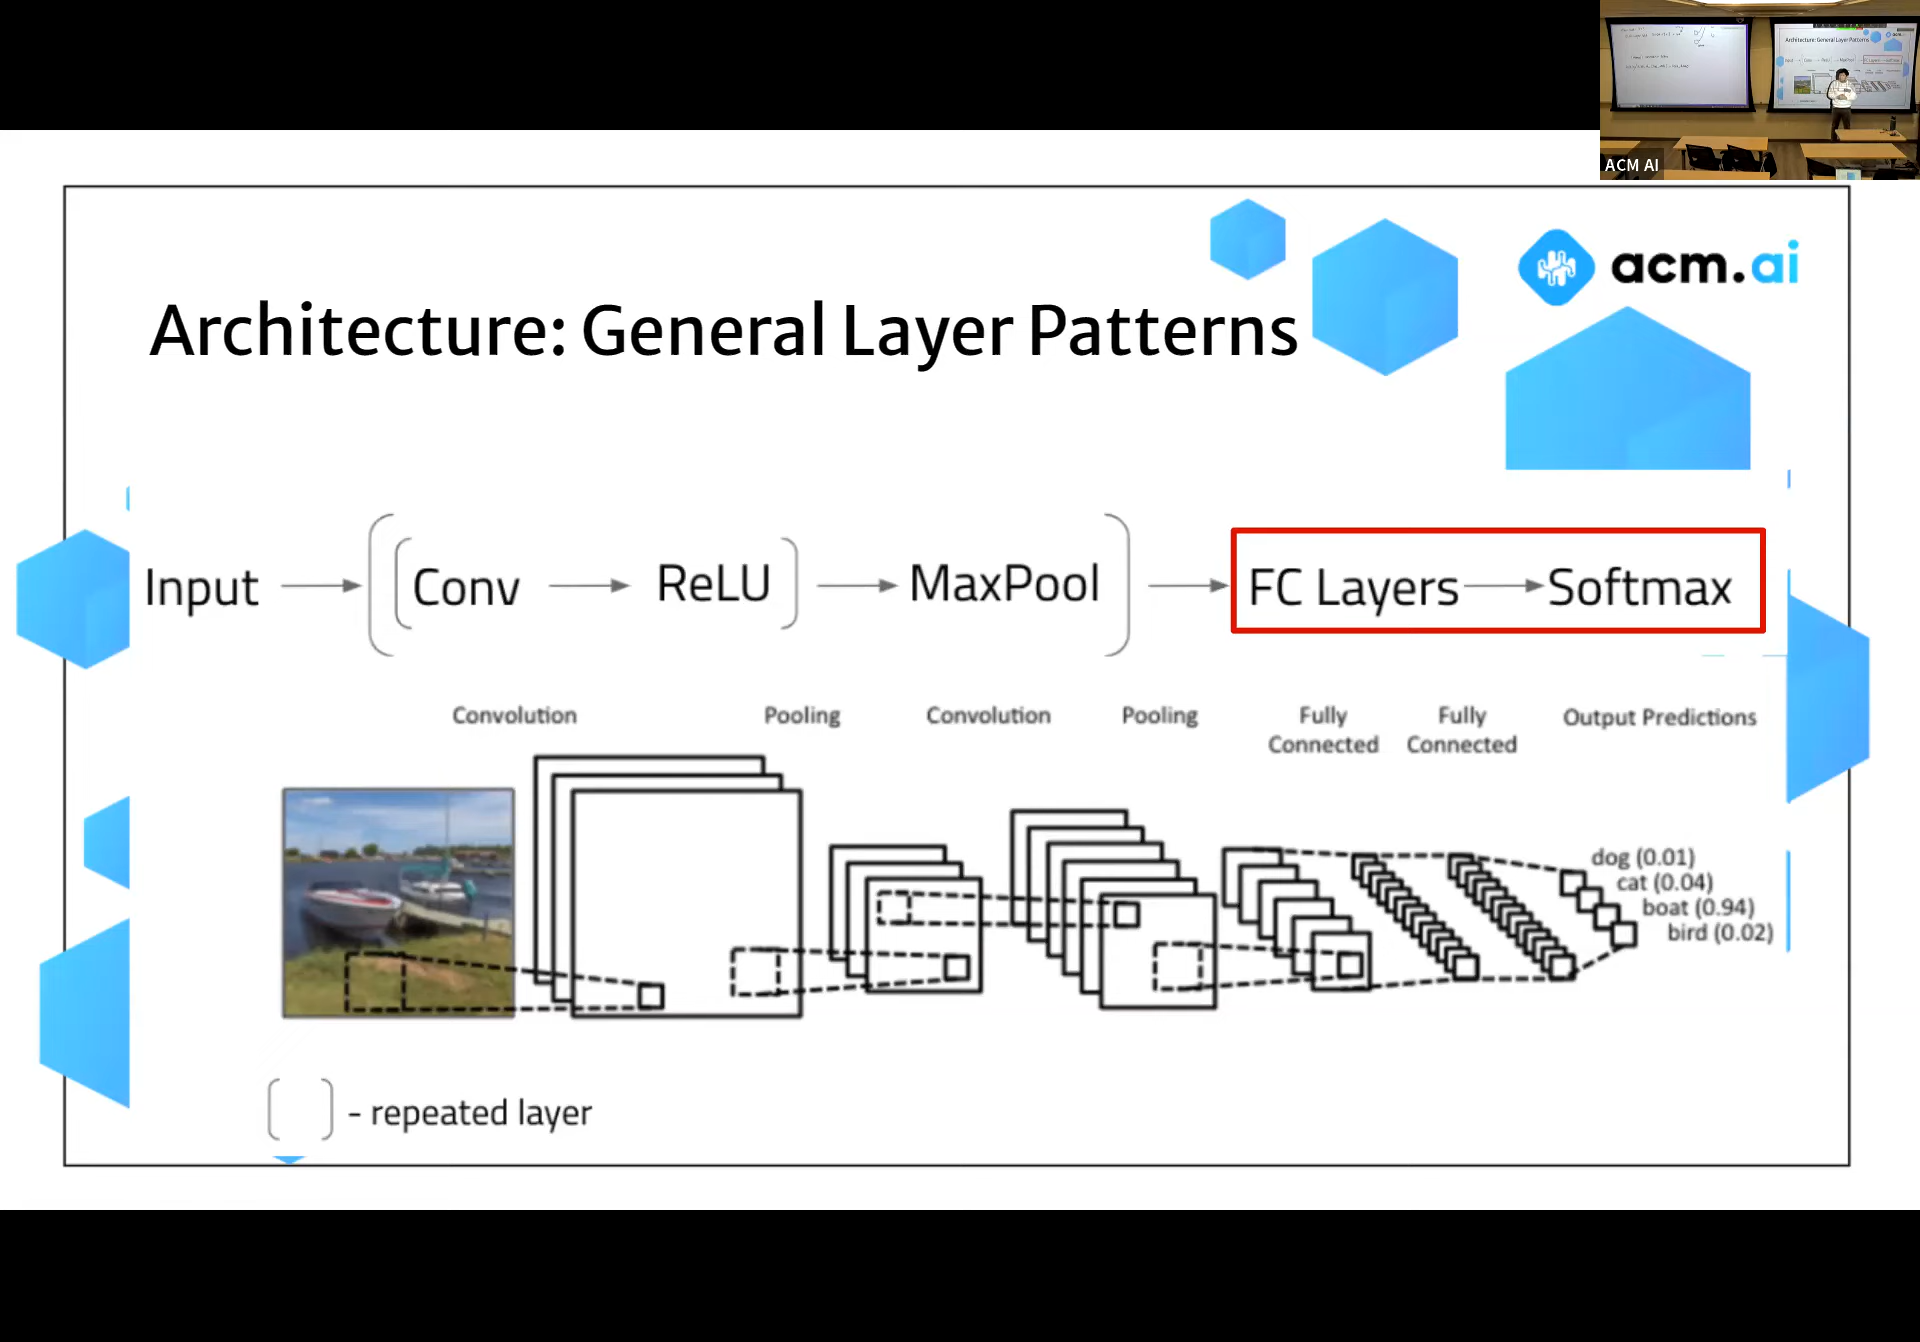 ACM AI
acm.ai
Architecture: General Layer Patterns
Input Conv ReLU MaxPool FC Layers Softmax
Convolution Pooling Convolution Pooling Fully Connected Fully Connected Output Predictions
dog (0.01)
cat (0.04)
boat (0.94)
bird (0.02)
- repeated layer